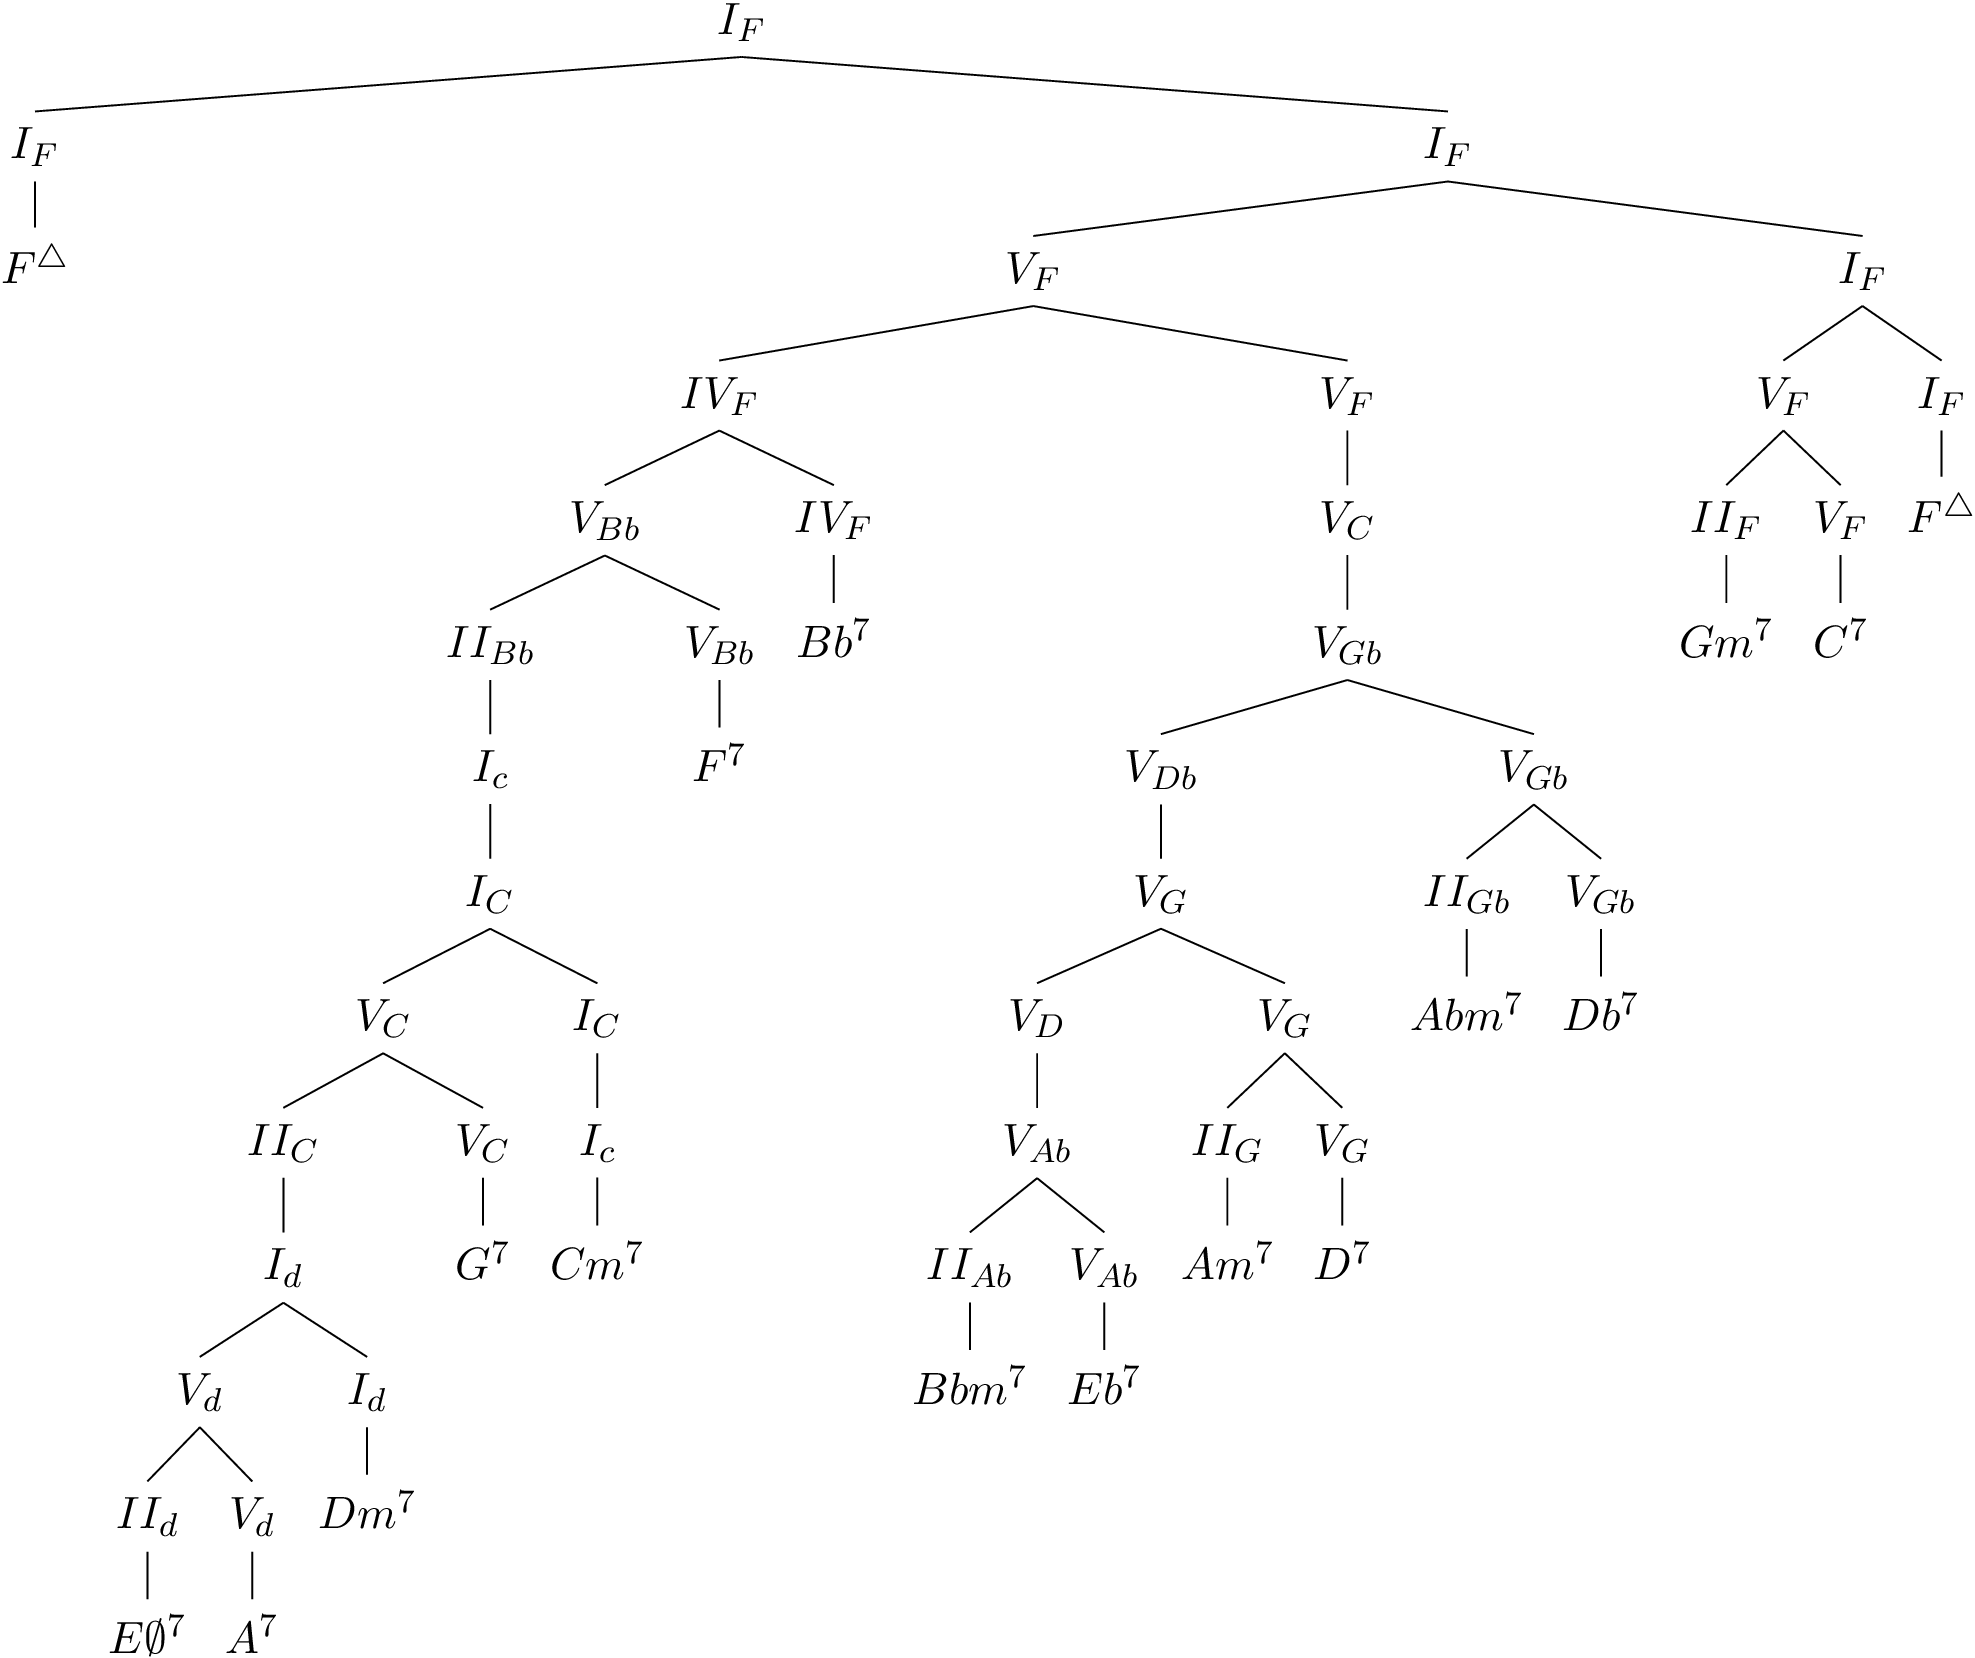 I_F
I_F I_F
F^△ V_F I_F
IV_F V_F V_F I_F
V_{Bb} IV_F V_C II_F V_F F^△
II_{Bb} V_{Bb} Bb^7 V_{Gb} Gm^7 C^7
I_c F^7 V_{Db} V_{Gb}
I_C V_G II_{Gb} V_{Gb}
V_C I_C V_D V_G Abm^7 Db^7
II_C V_C I_c V_{Ab} II_G V_G
I_d G^7 Cm^7 II_{Ab} V_{Ab} Am^7 D^7
V_d I_d Bbm^7 Eb^7
II_d V_d Dm^7
E∅^7 A^7